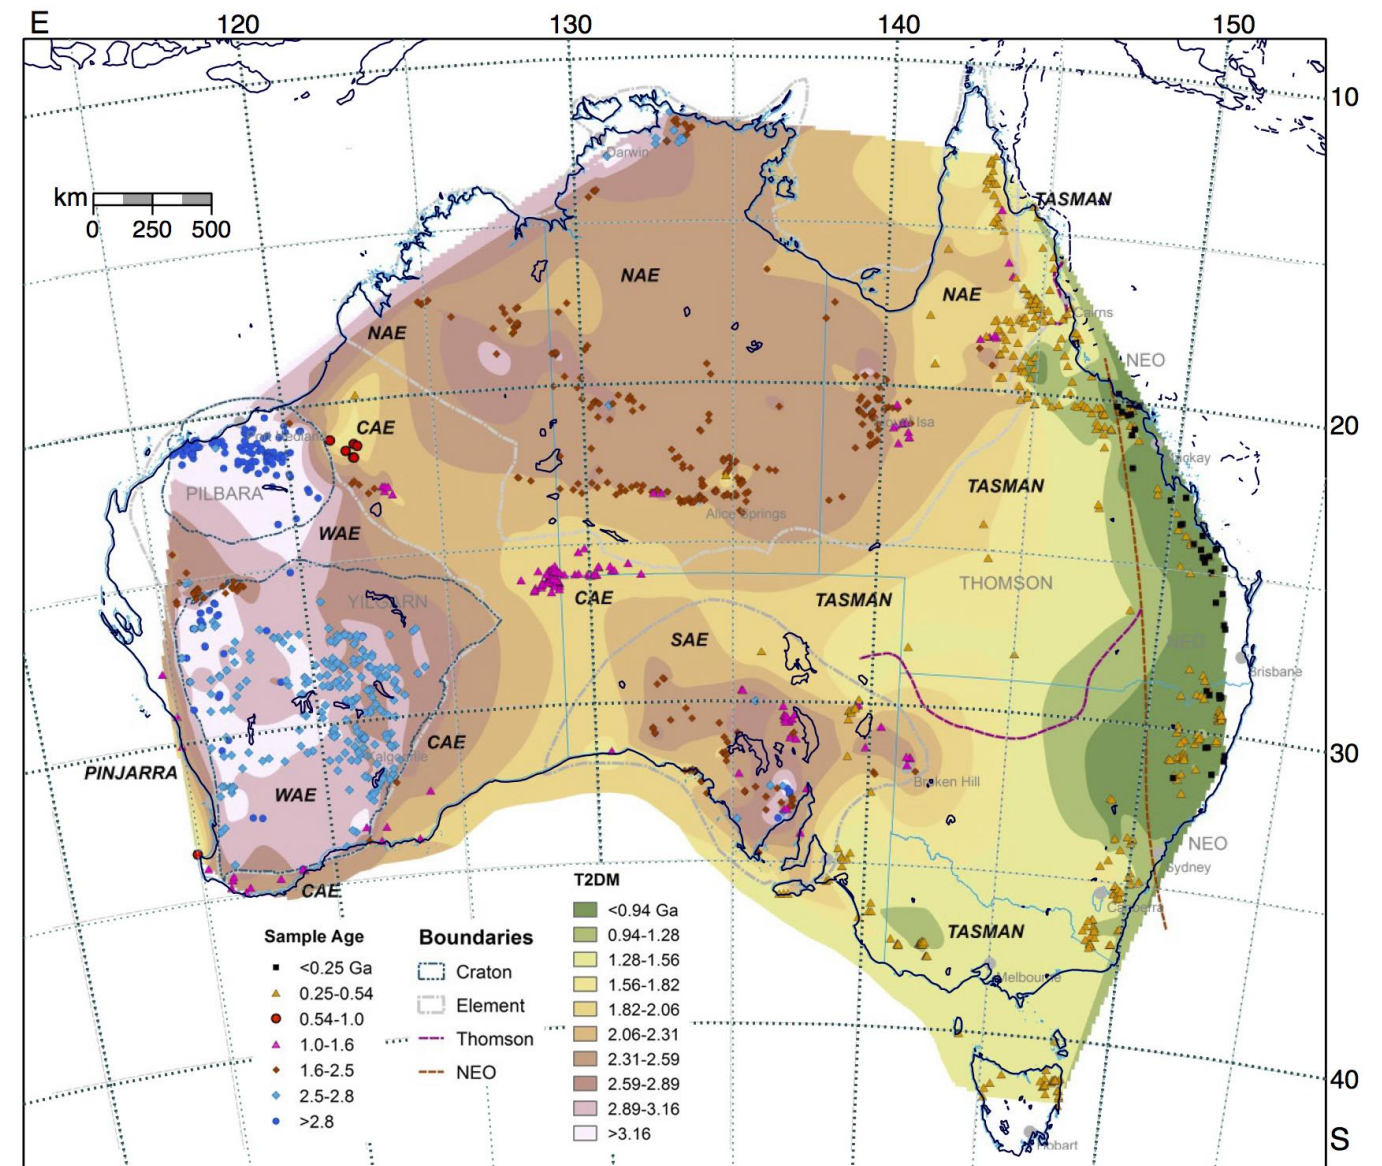 E 120 130 140 150
10
Darwin
TASMAN
km
0 250 500
NAE
NAE
NAE
Cairns
NEO
CAE
20
PILBARA
Mackay
TASMAN
Alice Springs
WAE
THOMSON
YILGARN
CAE
TASMAN
SAE
NEO
Brisbane
CAE
30
Kalgoorlie
PINJARRA
Broken Hill
WAE
NEO
Sydney
CAE
Canberra
TASMAN
Melbourne
40
S
Hobart
Sample Age
<0.25 Ga
0.25-0.54
0.54-1.0
1.0-1.6
1.6-2.5
2.5-2.8
>2.8
Boundaries
Craton
Element
Thomson
NEO
T2DM
<0.94 Ga
0.94-1.28
1.28-1.56
1.56-1.82
1.82-2.06
2.06-2.31
2.31-2.59
2.59-2.89
2.89-3.16
>3.16